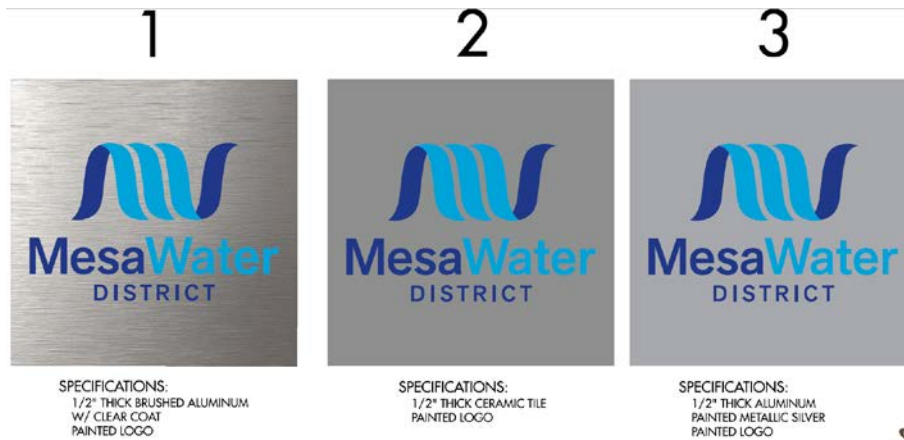 1
2
3
MesaWater
DISTRICT
MesaWater
DISTRICT
MesaWater
DISTRICT
SPECIFICATIONS:
1/2" THICK BRUSHED ALUMINUM
W/ CLEAR COAT
PAINTED LOGO
SPECIFICATIONS:
1/2" THICK CERAMIC TILE
PAINTED LOGO
SPECIFICATIONS:
1/2" THICK ALUMINUM
PAINTED METALLIC SILVER
PAINTED LOGO